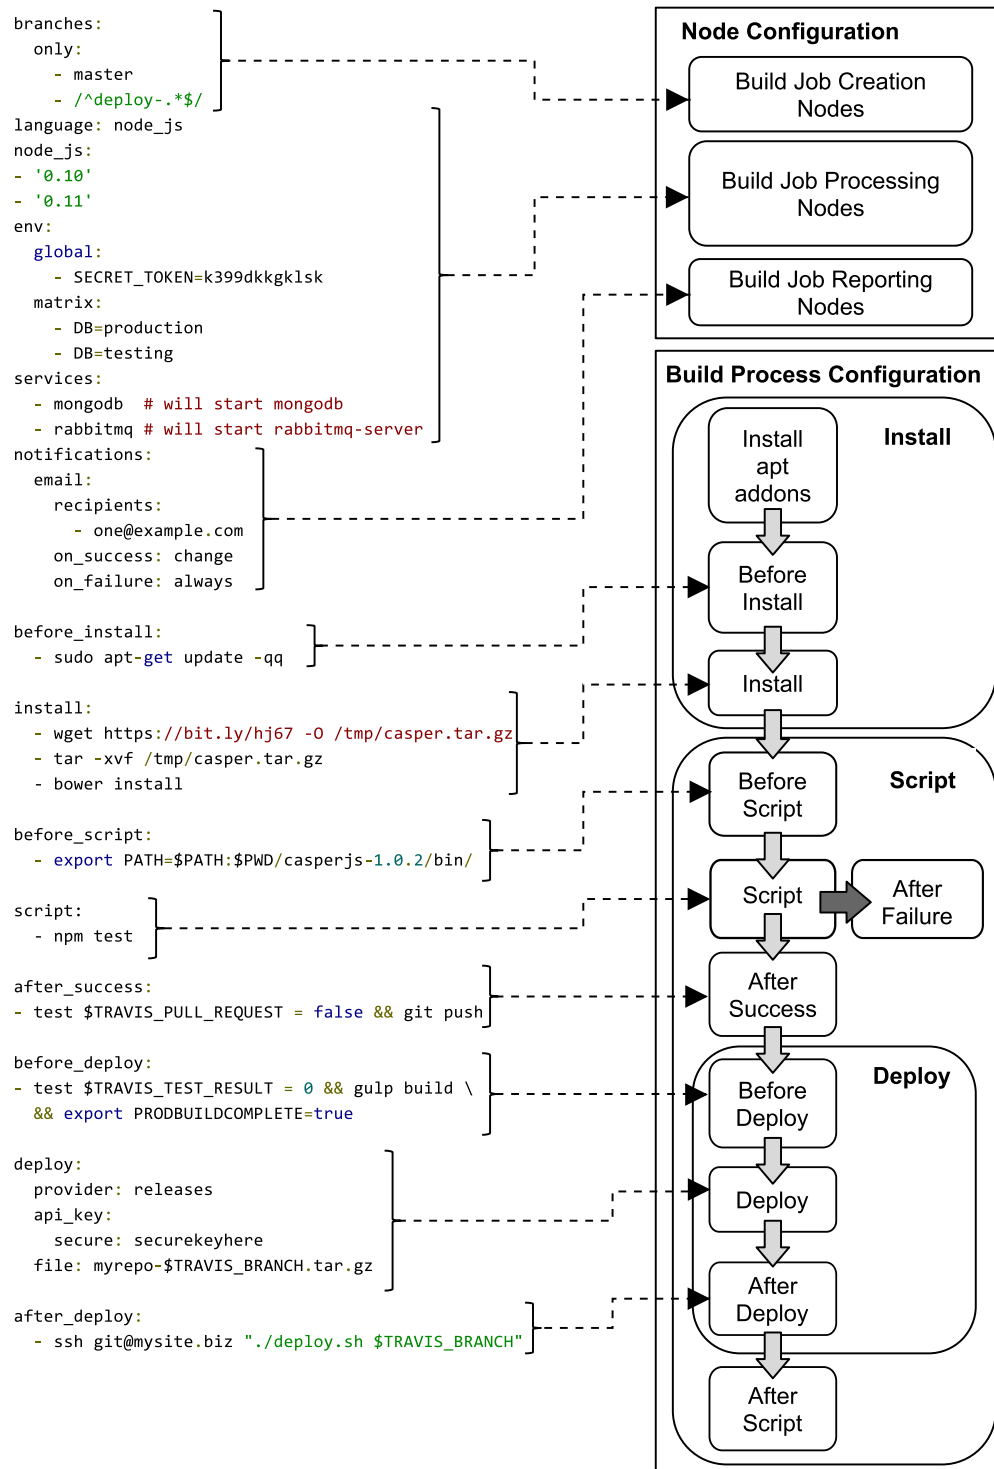 branches:
  only:
    - master
    - /^deploy-.*$/
language: node_js
node_js:
- '0.10'
- '0.11'
env:
  global:
    - SECRET_TOKEN=k399dkkgklsk
  matrix:
    - DB=production
    - DB=testing
services:
  - mongodb  # will start mongodb
  - rabbitmq # will start rabbitmq-server
notifications:
  email:
    recipients:
      - one@example.com
    on_success: change
    on_failure: always
before_install:
  - sudo apt-get update -qq
install:
  - wget https://bit.ly/hj67 -O /tmp/casper.tar.gz
  - tar -xvf /tmp/casper.tar.gz
  - bower install
before_script:
  - export PATH=$PATH:$PWD/casperjs-1.0.2/bin/
script:
  - npm test
after_success:
- test $TRAVIS_PULL_REQUEST = false && git push
before_deploy:
- test $TRAVIS_TEST_RESULT = 0 && gulp build \
  && export PRODBUILDCOMPLETE=true
deploy:
  provider: releases
  api_key:
    secure: securekeyhere
  file: myrepo-$TRAVIS_BRANCH.tar.gz
after_deploy:
  - ssh git@mysite.biz "./deploy.sh $TRAVIS_BRANCH"
Node Configuration
Build Job Creation
Nodes
Build Job Processing
Nodes
Build Job Reporting
Nodes
Build Process Configuration
Install
Install
apt
addons
Before
Install
Install
Script
Before
Script
Script
After
Failure
After
Success
Deploy
Before
Deploy
Deploy
After
Deploy
After
Script